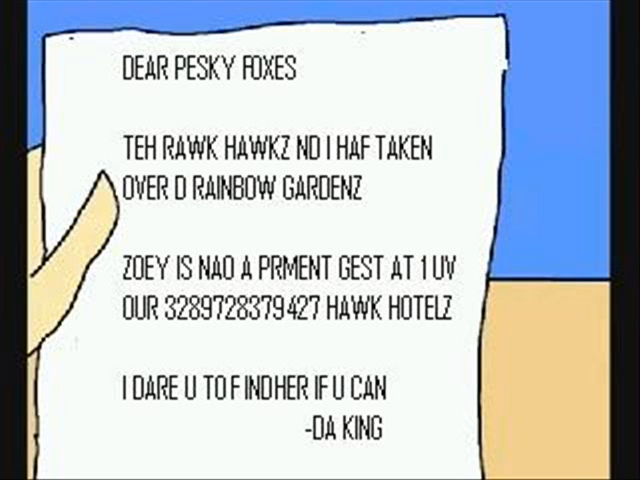 DEAR PESKY FOXES
TEH RAWK HAWKZ ND I HAF TAKEN
OVER D RAINBOW GARDENZ
ZOEY IS NAO A PRMENT GEST AT 1 UV
OUR 3289728379427 HAWK HOTELZ
I DARE U TO FINDHER IF U CAN
-DA KING